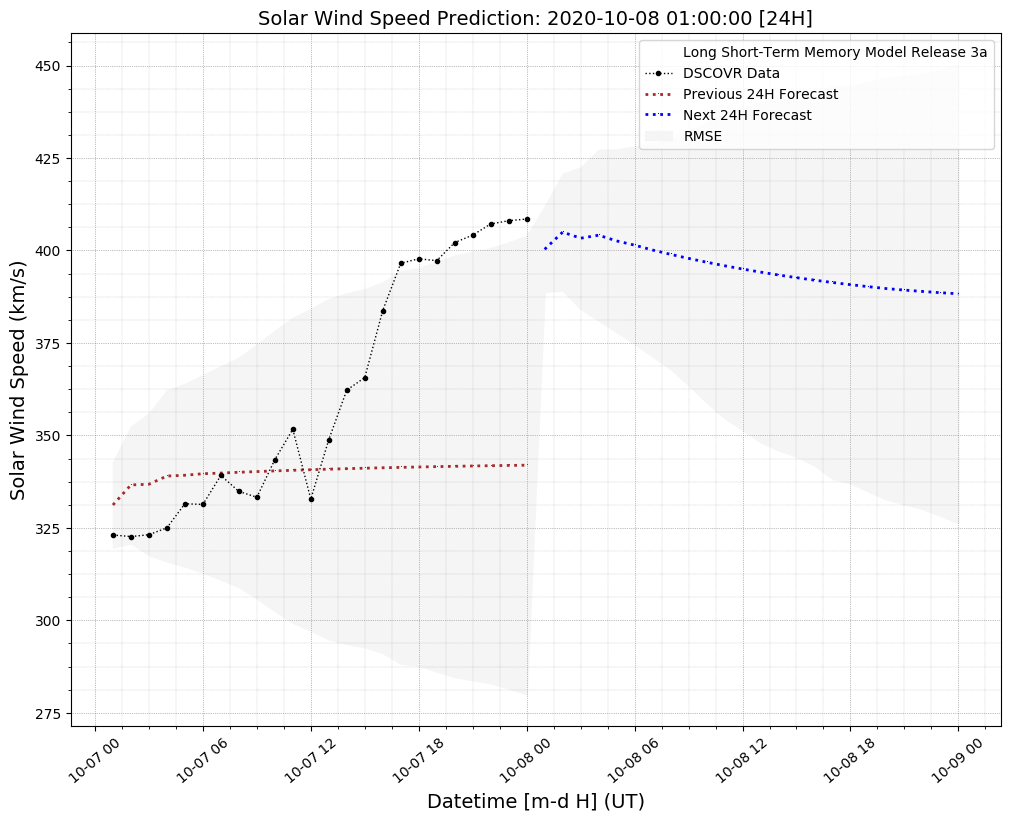 Solar Wind Speed Prediction: 2020-10-08 01:00:00 [24H]
Long Short-Term Memory Model Release 3a
DSCOVR Data
Previous 24H Forecast
Next 24H Forecast
RMSE
Solar Wind Speed (km/s)
450
425
400
375
350
325
300
275
10-07 00
10-07 06
10-07 12
10-07 18
10-08 00
10-08 06
10-08 12
10-08 18
10-09 00
Datetime [m-d H] (UT)